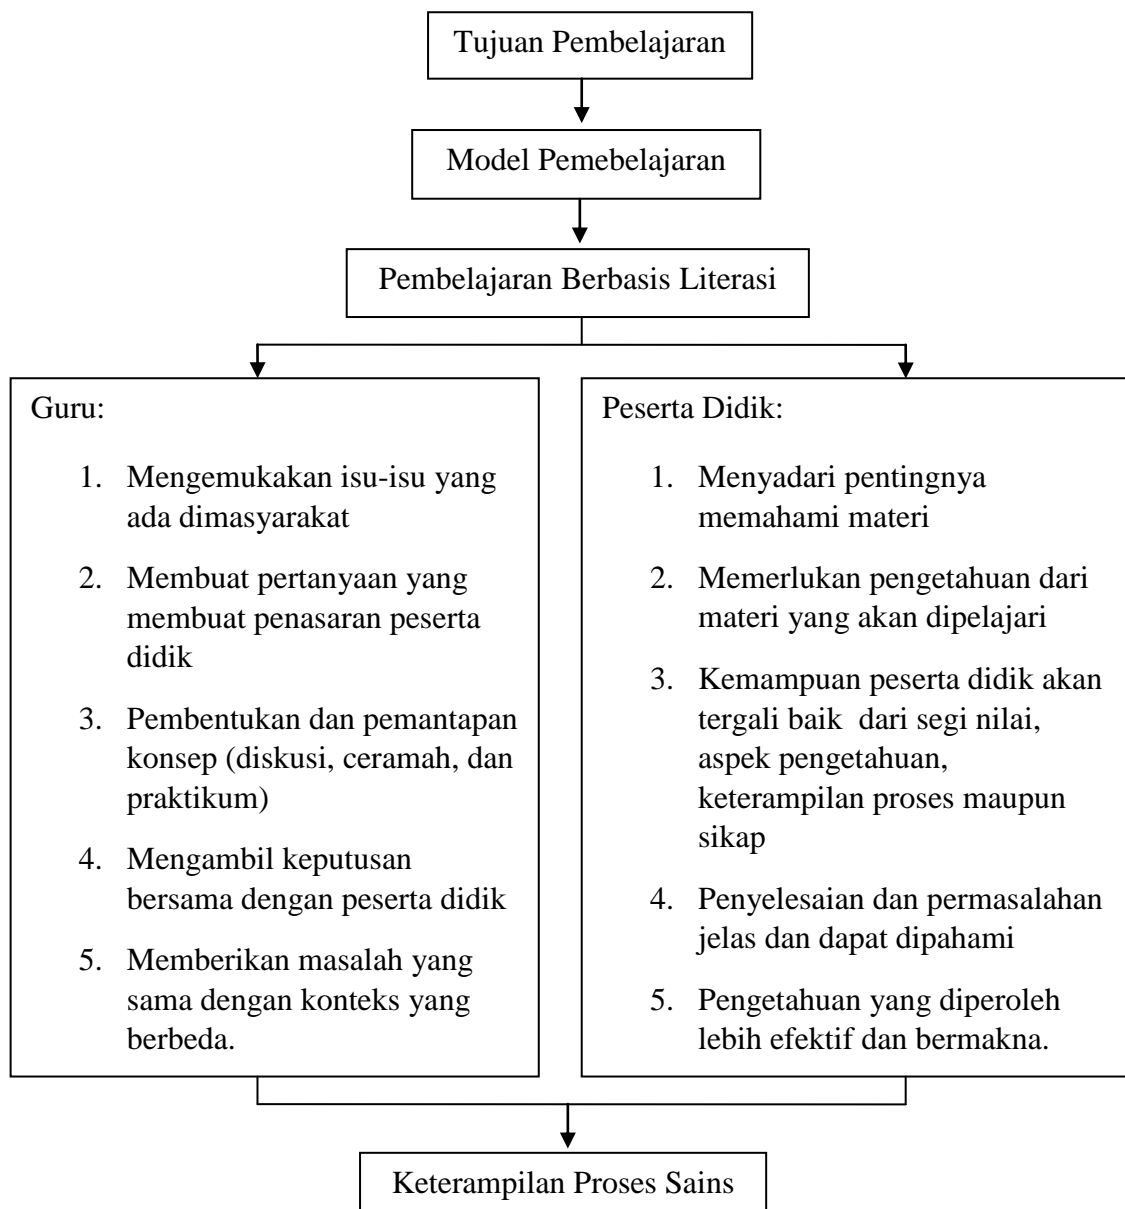 Tujuan Pembelajaran
Model Pemebelajaran
Pembelajaran Berbasis Literasi
Guru:
1. Mengemukakan isu-isu yang
ada dimasyarakat
2. Membuat pertanyaan yang
membuat penasaran peserta
didik
3. Pembentukan dan pemantapan
konsep (diskusi, ceramah, dan
praktikum)
4. Mengambil keputusan
bersama dengan peserta didik
5. Memberikan masalah yang
sama dengan konteks yang
berbeda.
Peserta Didik:
1. Menyadari pentingnya
memahami materi
2. Memerlukan pengetahuan dari
materi yang akan dipelajari
3. Kemampuan peserta didik akan
tergali baik  dari segi nilai,
aspek pengetahuan,
keterampilan proses maupun
sikap
4. Penyelesaian dan permasalahan
jelas dan dapat dipahami
5. Pengetahuan yang diperoleh
lebih efektif dan bermakna.
Keterampilan Proses Sains